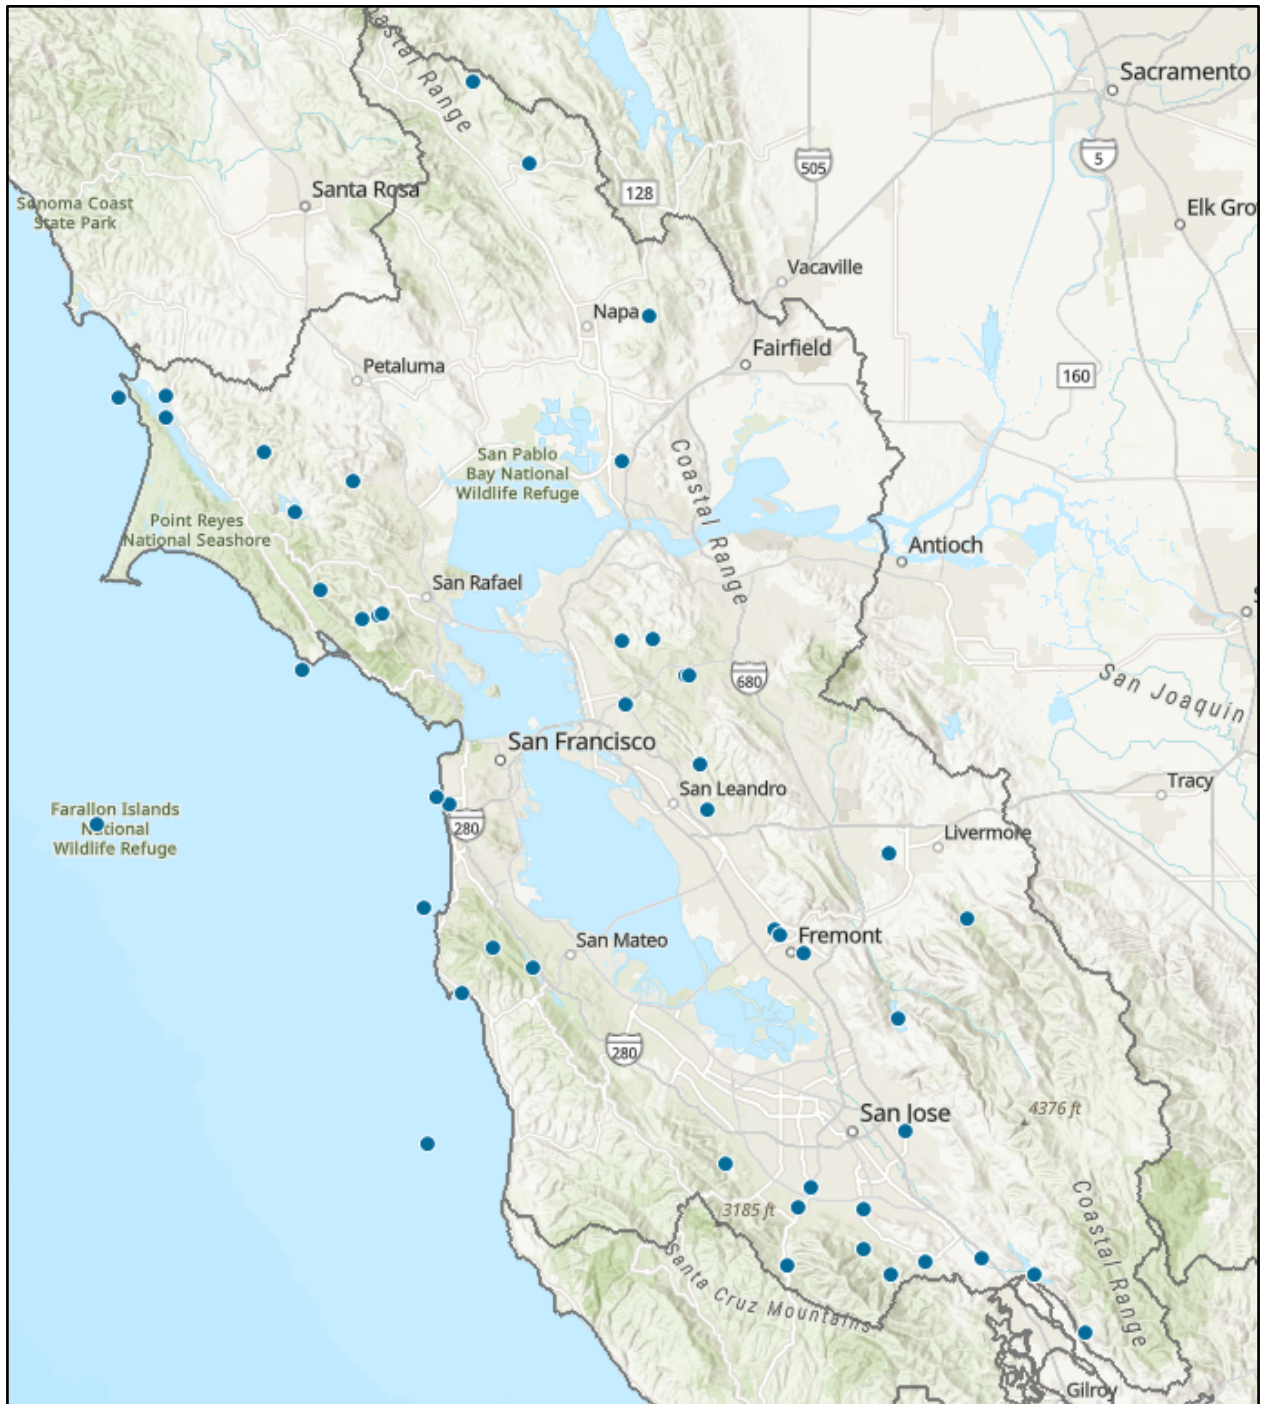 Coastal Range
Sacramento
505
5
128
Santa Rosa
Sonoma Coast
State Park
Elk Gro
Vacaville
Napa
Fairfield
Petaluma
160
San Pablo
Bay National
Wildlife Refuge
Coastal Range
Point Reyes
National Seashore
Antioch
San Rafael
680
San Joaquin
San Francisco
Tracy
San Leandro
Farallon Islands
National
Wildlife Refuge
280
Livermore
Fremont
San Mateo
280
San Jose
4376 ft
3185 ft
Coastal Range
Santa Cruz Mountains
Gilroy